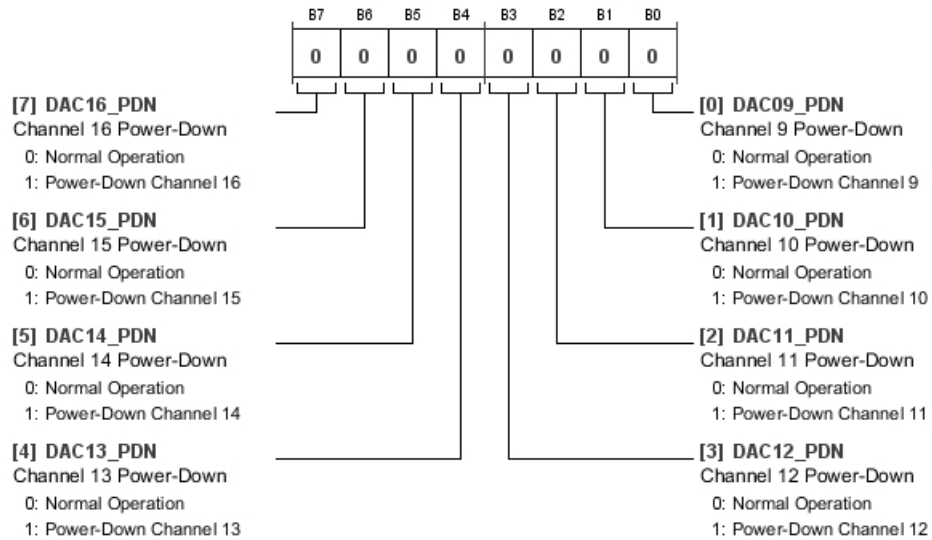 B7 B6 B5 B4 B3 B2 B1 B0
0 0 0 0 0 0 0 0
[7] DAC16_PDN
Channel 16 Power-Down
0: Normal Operation
1: Power-Down Channel 16
[6] DAC15_PDN
Channel 15 Power-Down
0: Normal Operation
1: Power-Down Channel 15
[5] DAC14_PDN
Channel 14 Power-Down
0: Normal Operation
1: Power-Down Channel 14
[4] DAC13_PDN
Channel 13 Power-Down
0: Normal Operation
1: Power-Down Channel 13
[0] DAC09_PDN
Channel 9 Power-Down
0: Normal Operation
1: Power-Down Channel 9
[1] DAC10_PDN
Channel 10 Power-Down
0: Normal Operation
1: Power-Down Channel 10
[2] DAC11_PDN
Channel 11 Power-Down
0: Normal Operation
1: Power-Down Channel 11
[3] DAC12_PDN
Channel 12 Power-Down
0: Normal Operation
1: Power-Down Channel 12